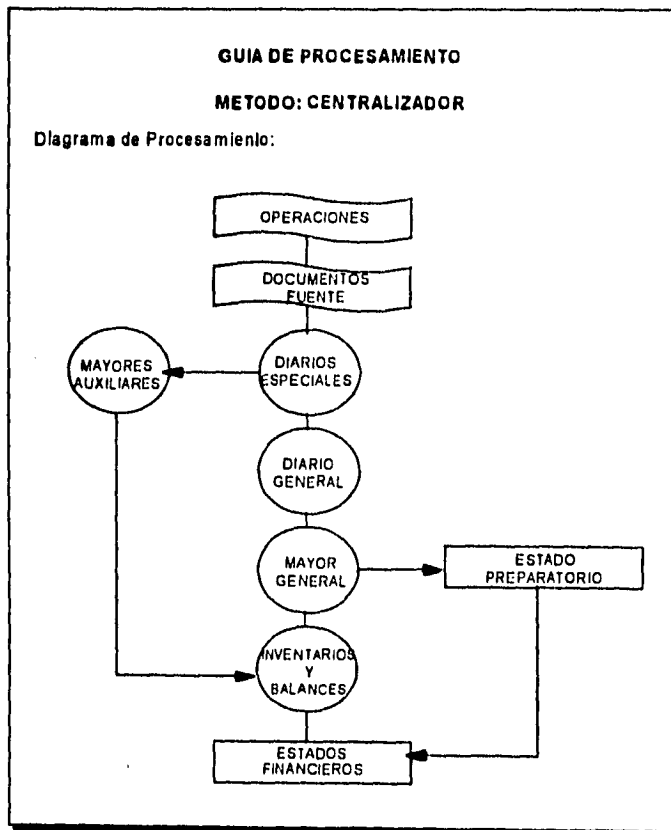 GUIA DE PROCESAMIENTO
METODO: CENTRALIZADOR
Diagrama de Procesamiento:
OPERACIONES
DOCUMENTOS
FUENTE
MAYORES
AUXILIARES
DIARIOS
ESPECIALES
DIARIO
GENERAL
MAYOR
GENERAL
ESTADO
PREPARATORIO
INVENTARIOS
Y
BALANCES
ESTADOS
FINANCIEROS